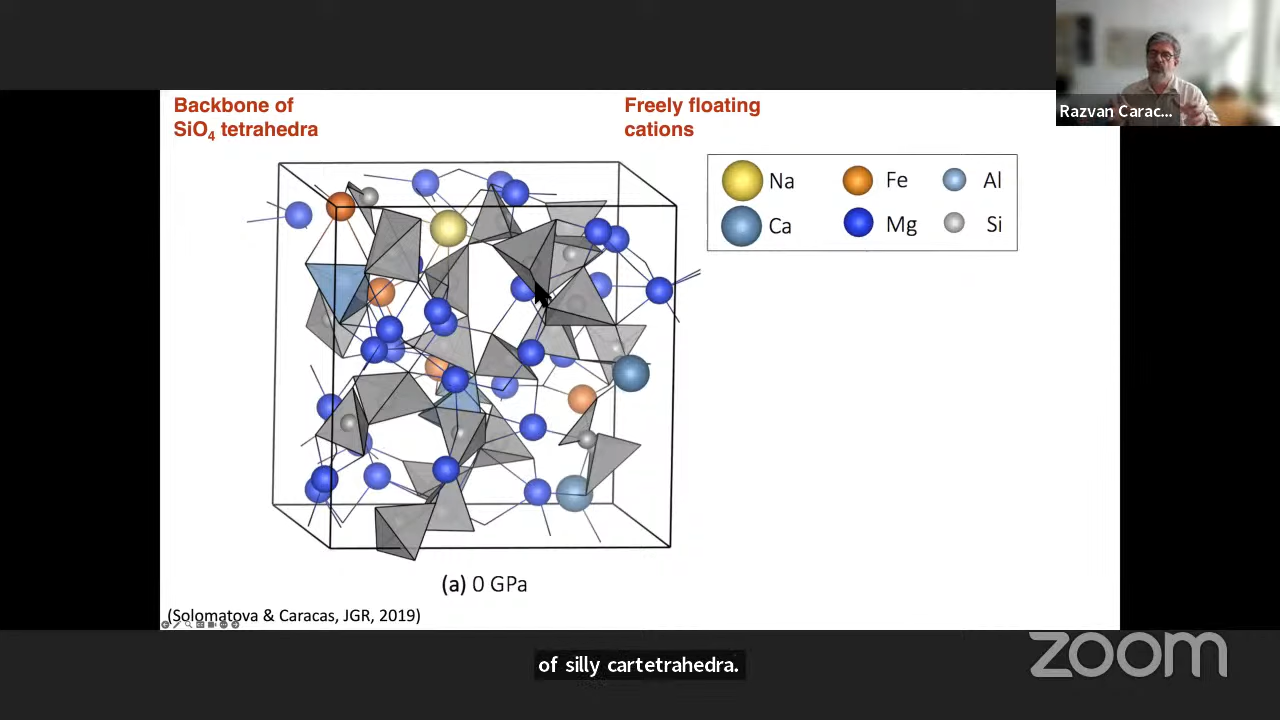 Razvan Carac...
Backbone of
SiO₄ tetrahedra
Freely floating
cations
Na Fe Al
Ca Mg Si
(a) 0 GPa
(Solomatova & Caracas, JGR, 2019)
of silly cartetrahedra.
zoom